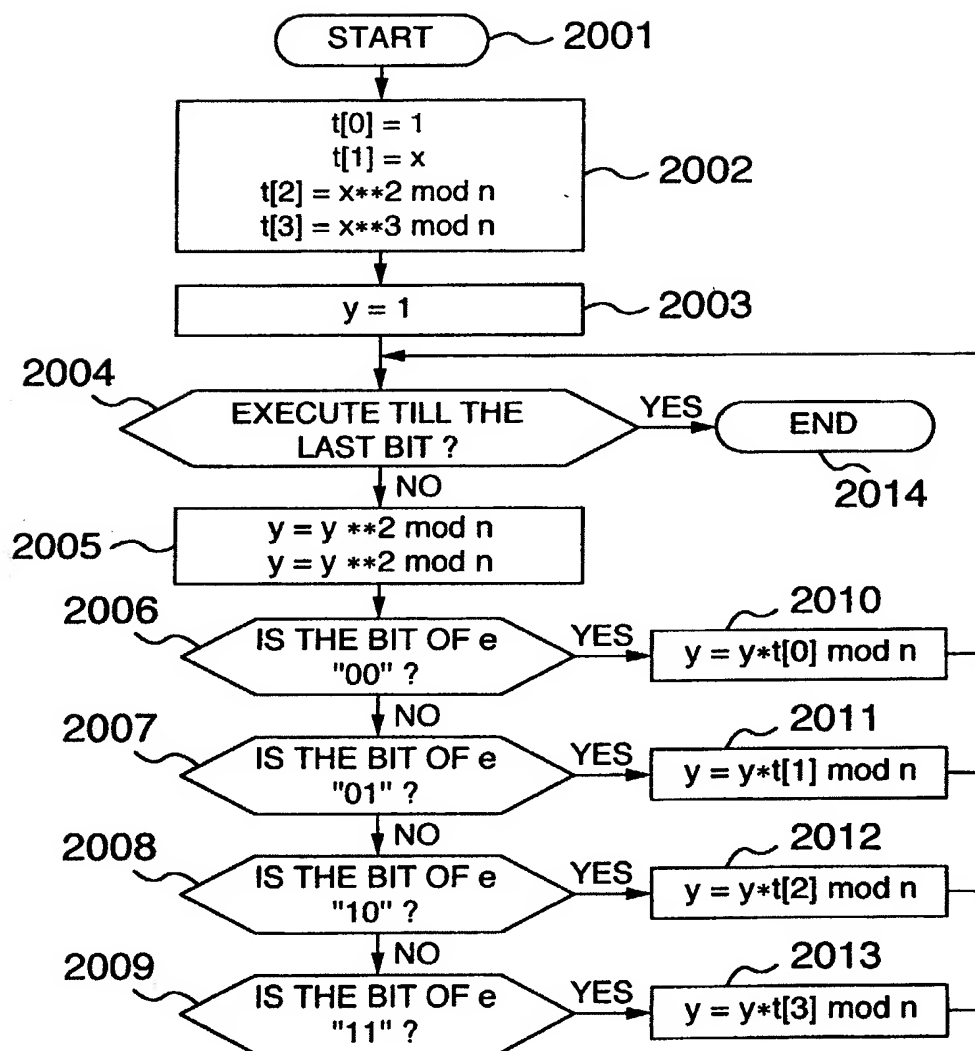 START
2001
t[0] = 1
t[1] = x
t[2] = x**2 mod n
t[3] = x**3 mod n
2002
y = 1
2003
2004
EXECUTE TILL THE
LAST BIT ?
YES
END
2014
NO
2005
y = y **2 mod n
y = y **2 mod n
2006
IS THE BIT OF e
"00" ?
YES
2010
y = y*t[0] mod n
NO
2007
IS THE BIT OF e
"01" ?
YES
2011
y = y*t[1] mod n
NO
2008
IS THE BIT OF e
"10" ?
YES
2012
y = y*t[2] mod n
NO
2009
IS THE BIT OF e
"11" ?
YES
2013
y = y*t[3] mod n